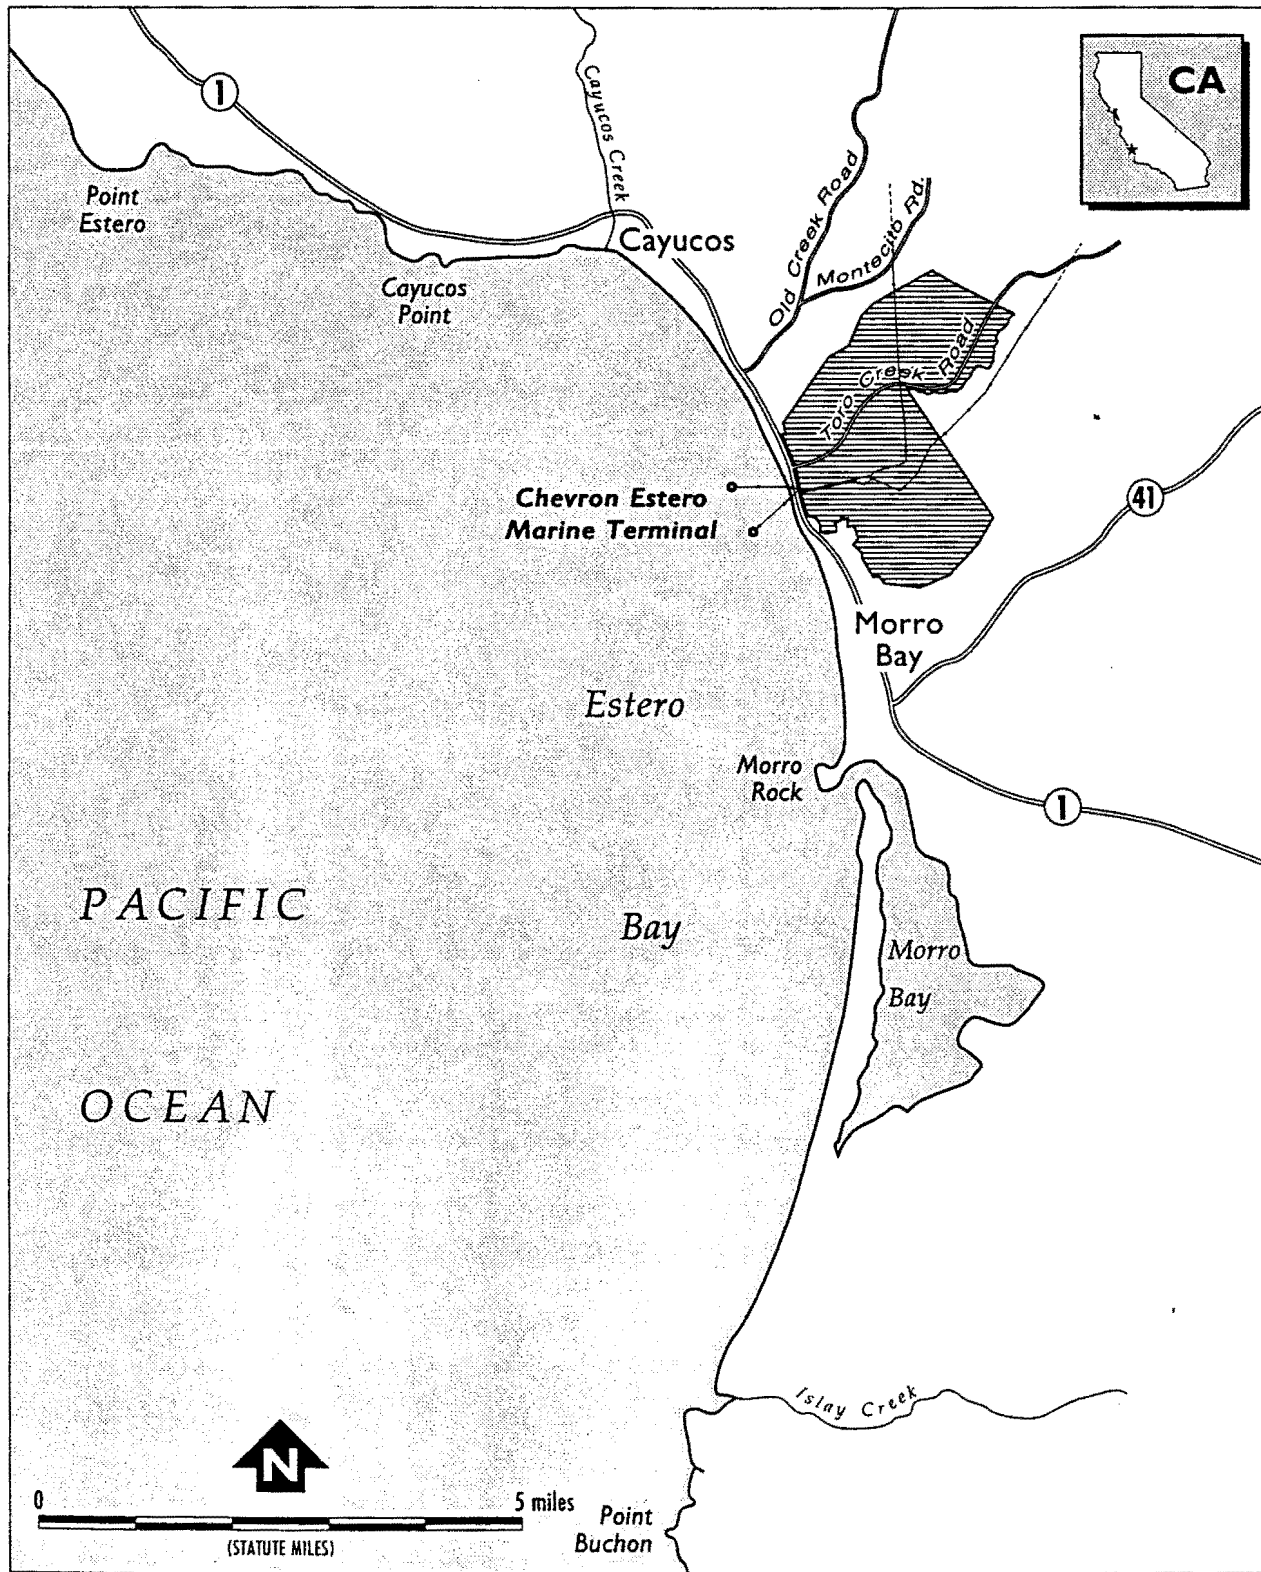 CA
1
Cayucos Creek
Point
Estero
Cayucos
Old Creek Road
Montecito Rd.
Cayucos
Point
Toro Creek Road
Chevron Estero
Marine Terminal
41
Morro
Bay
Estero
Morro
Rock
1
PACIFIC
Bay
Morro
Bay
OCEAN
Islay Creek
N
0
5 miles
(STATUTE MILES)
Point
Buchon